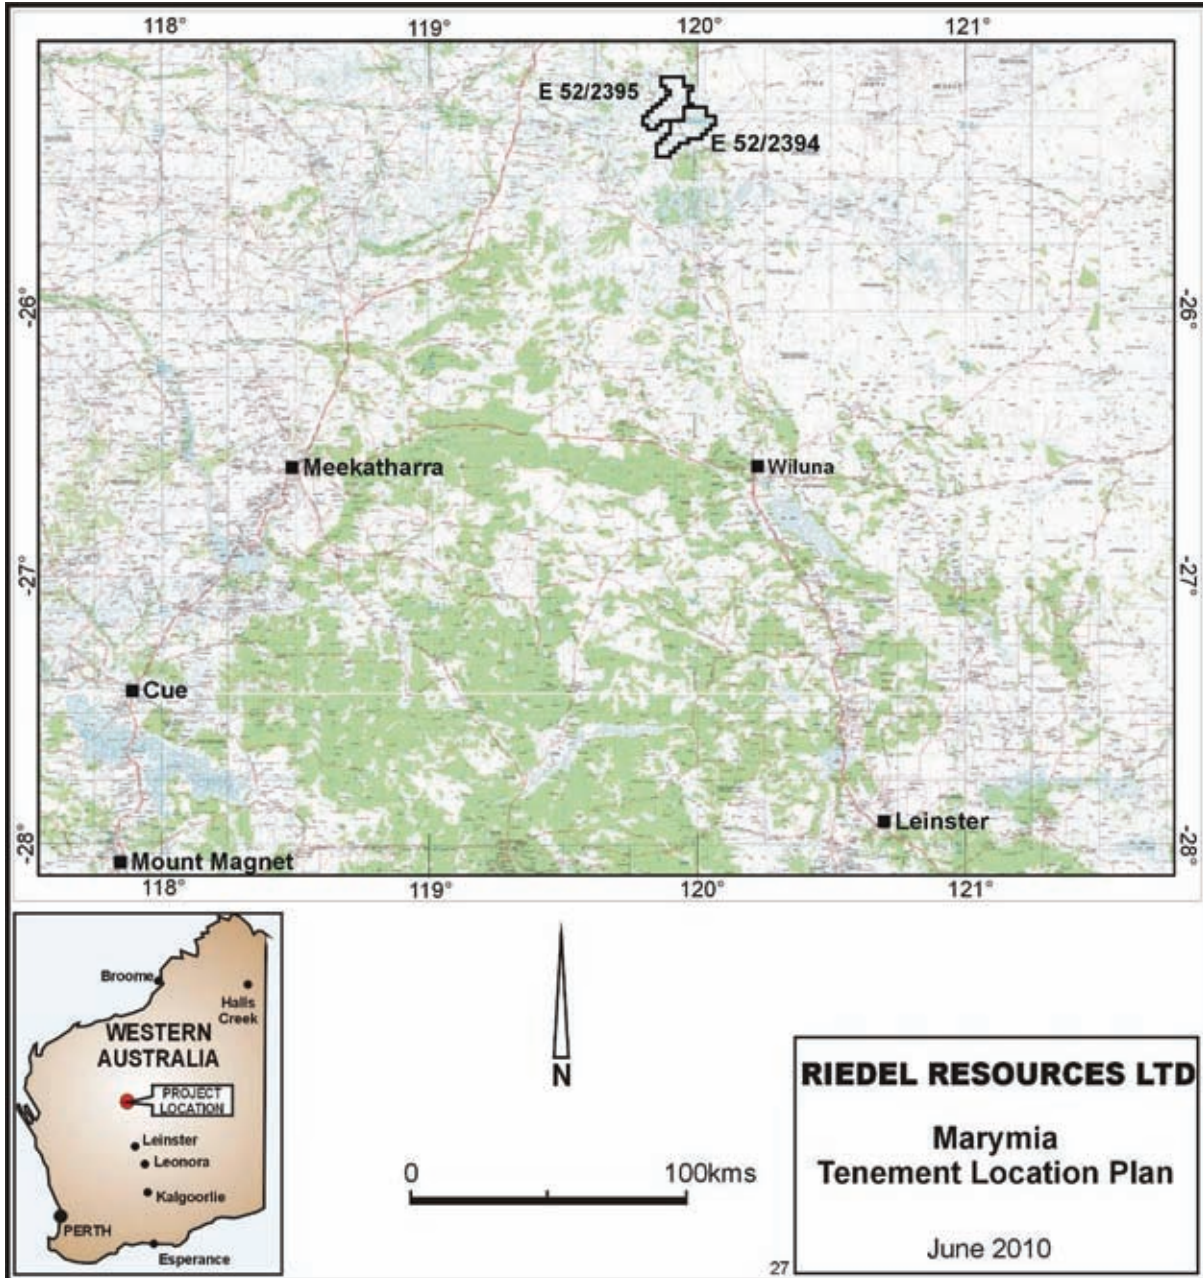 118°
119°
120°
121°
E 52/2395
E 52/2394
-26°
-26°
Meekatharra
Wiluna
-27°
-27°
Cue
Leinster
-28°
-28°
Mount Magnet
118°
119°
120°
121°
Broome
Halls
Creek
WESTERN
AUSTRALIA
PROJECT
LOCATION
Leinster
Leonora
Kalgoorlie
PERTH
Esperance
N
0
100kms
RIEDEL RESOURCES LTD
Marymia
Tenement Location Plan
June 2010
27